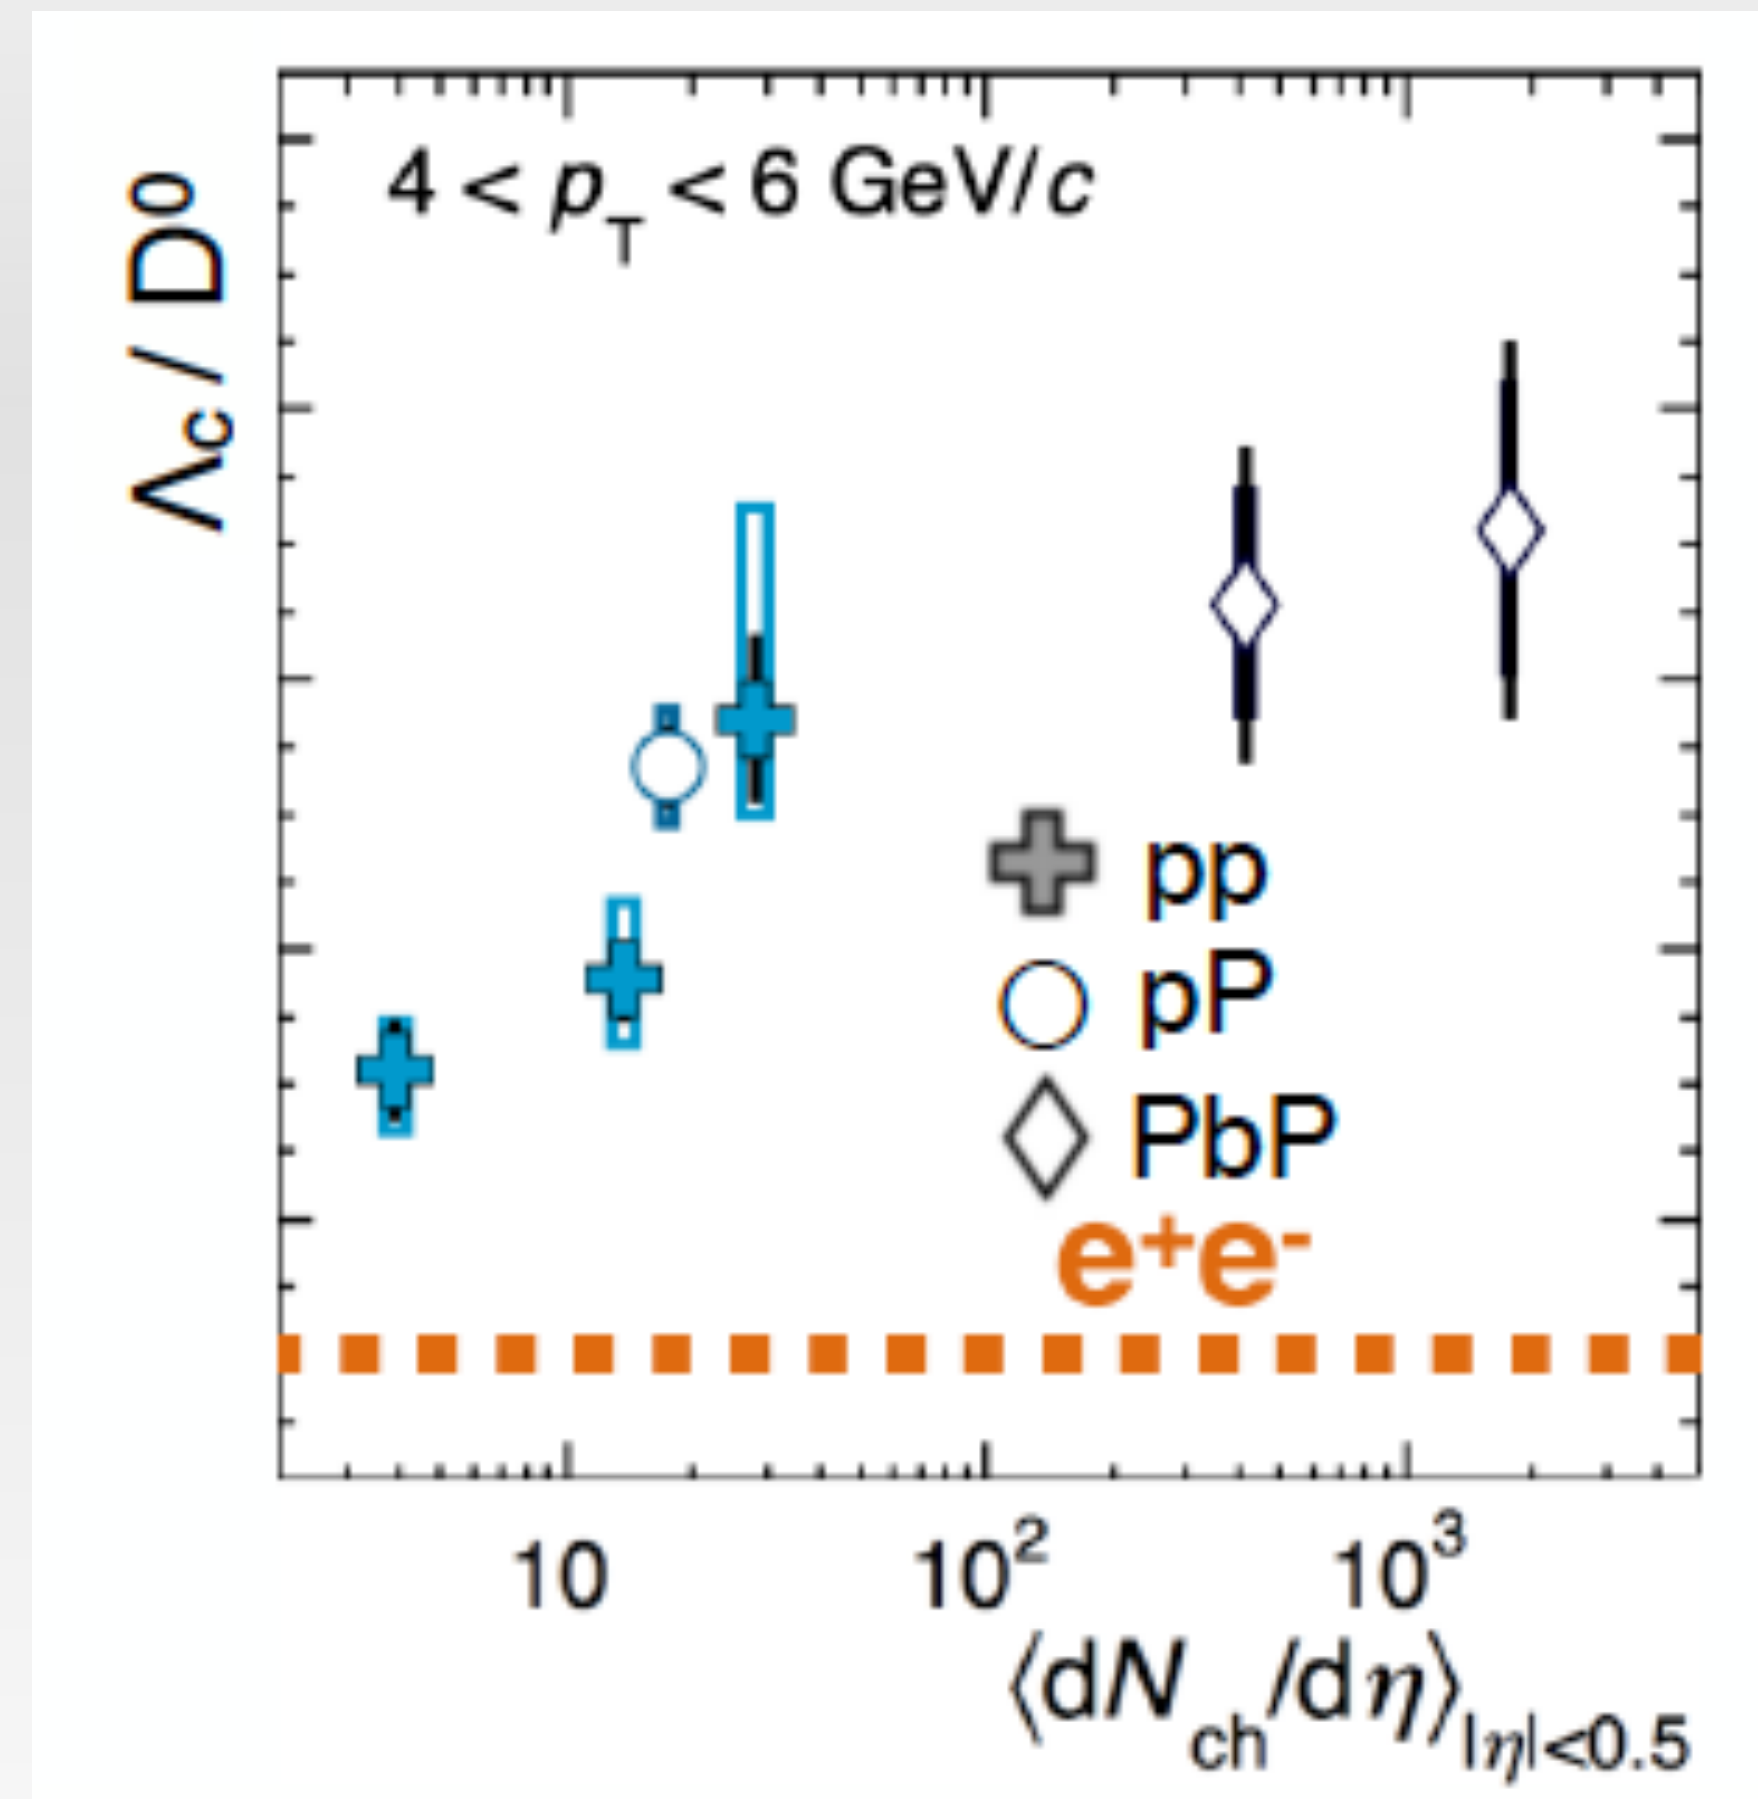 4 < pT < 6 GeV/c
Λc / D0
pp
pP
PbP
e+e-
10 10² 10³
⟨dNch/dη⟩|η|<0.5